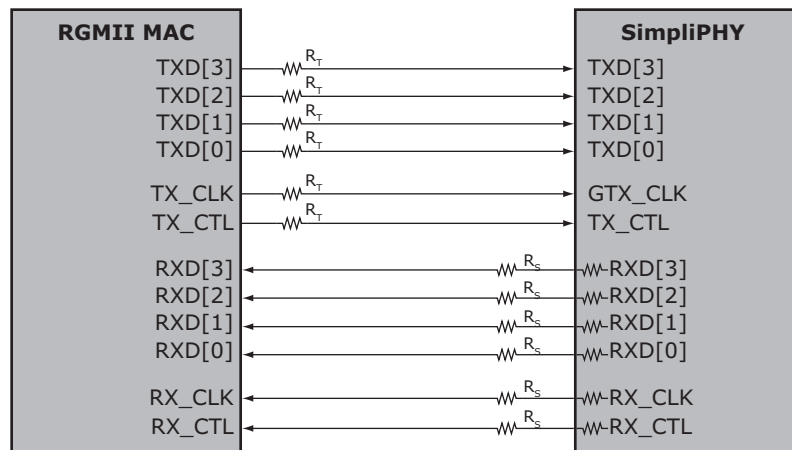 RGMII MAC SimpliPHY
TXD[3] R_T TXD[3]
TXD[2] R_T TXD[2]
TXD[1] R_T TXD[1]
TXD[0] R_T TXD[0]
TX_CLK R_T GTX_CLK
TX_CTL R_T TX_CTL
RXD[3] R_S RXD[3]
RXD[2] R_S RXD[2]
RXD[1] R_S RXD[1]
RXD[0] R_S RXD[0]
RX_CLK R_S RX_CLK
RX_CTL R_S RX_CTL